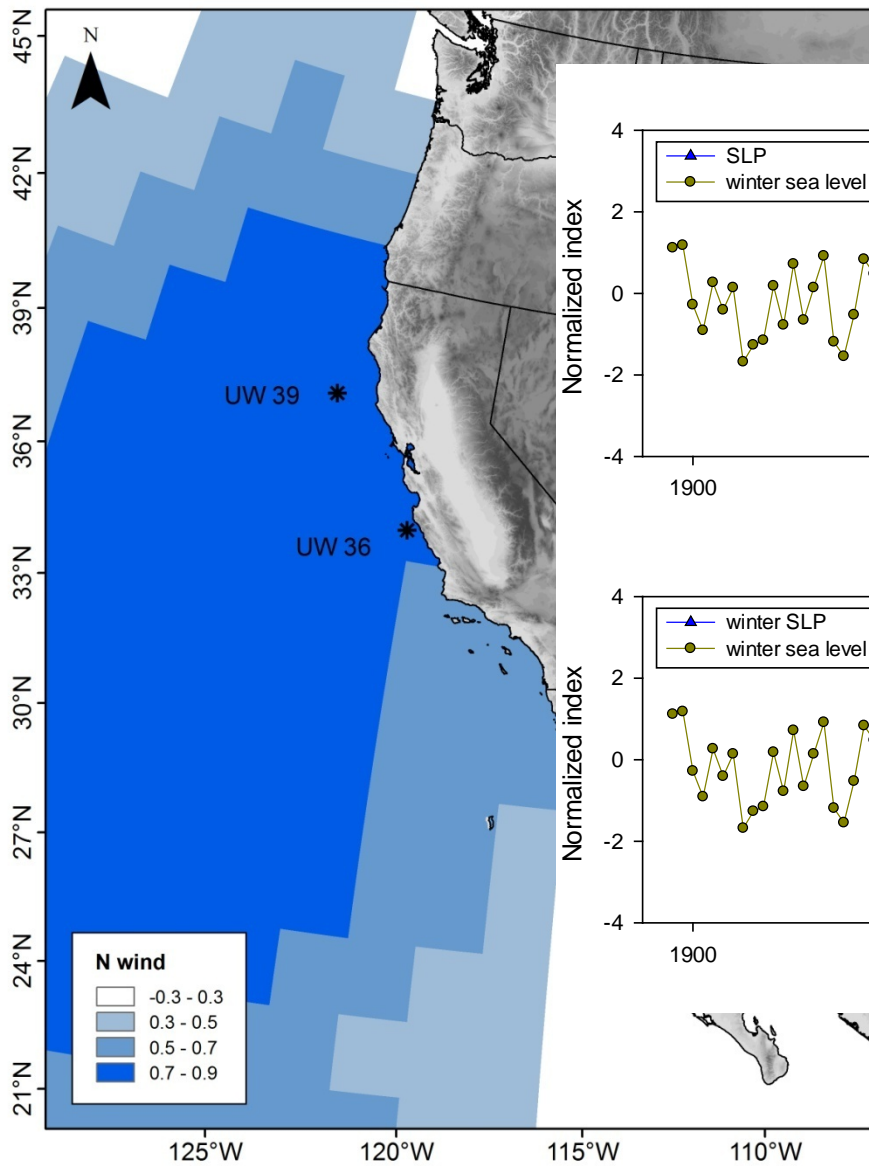 45°N
42°N
39°N
36°N
33°N
30°N
27°N
24°N
21°N
N
UW 39
UW 36
N wind
-0.3 - 0.3
0.3 - 0.5
0.5 - 0.7
0.7 - 0.9
125°W
120°W
115°W
110°W
4
2
0
-2
-4
Normalized index
SLP
winter sea level
1900
4
2
0
-2
-4
Normalized index
winter SLP
winter sea level
1900